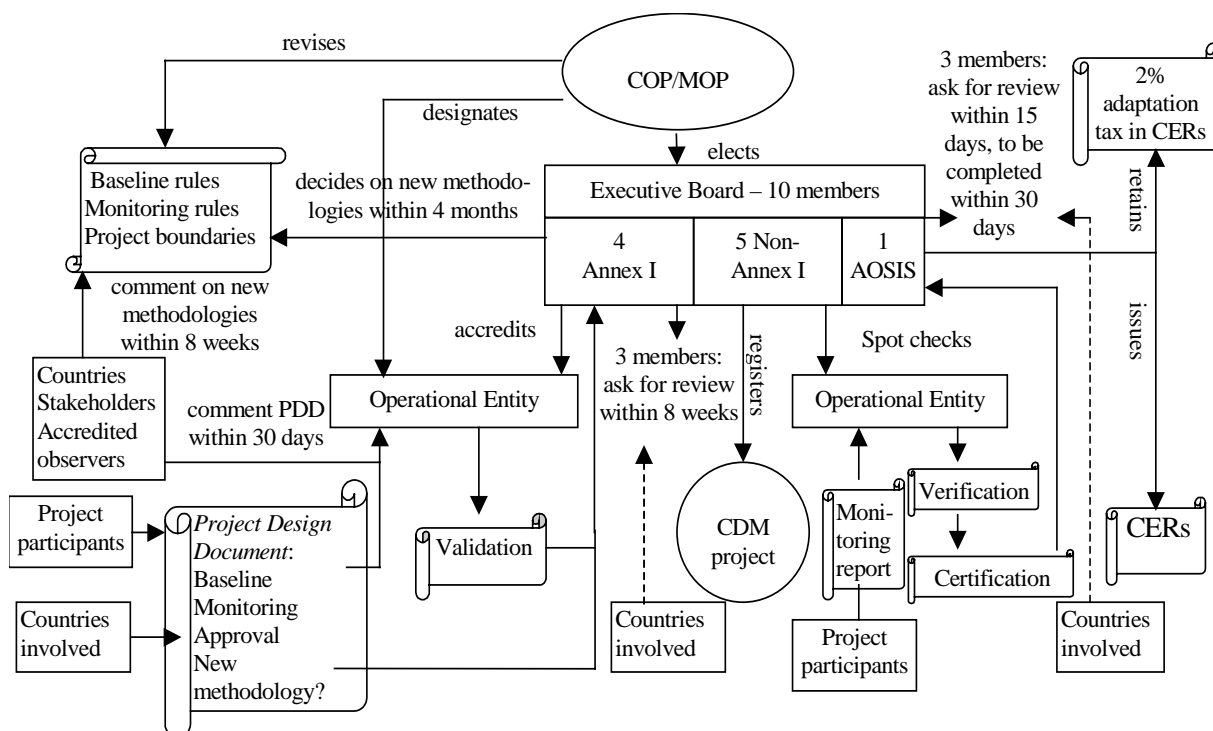 revises
COP/MOP
designates
3 members:
ask for review
within 15
days, to be
completed
within 30
days
2%
adaptation
tax in CERs
elects
retains
Baseline rules
Monitoring rules
Project boundaries
decides on new methodo-
logies within 4 months
Executive Board – 10 members
4
Annex I
5 Non-
Annex I
1
AOSIS
comment on new
methodologies
within 8 weeks
accredits
3 members:
ask for review
within 8 weeks
registers
Spot checks
issues
Countries
Stakeholders
Accredited
observers
comment PDD
within 30 days
Operational Entity
Operational Entity
Project
participants
Project Design
Document:
Baseline
Monitoring
Approval
New
methodology?
Countries
involved
Validation
Countries
involved
CDM
project
Moni-
toring
report
Verification
Certification
Project
participants
CERs
Countries
involved